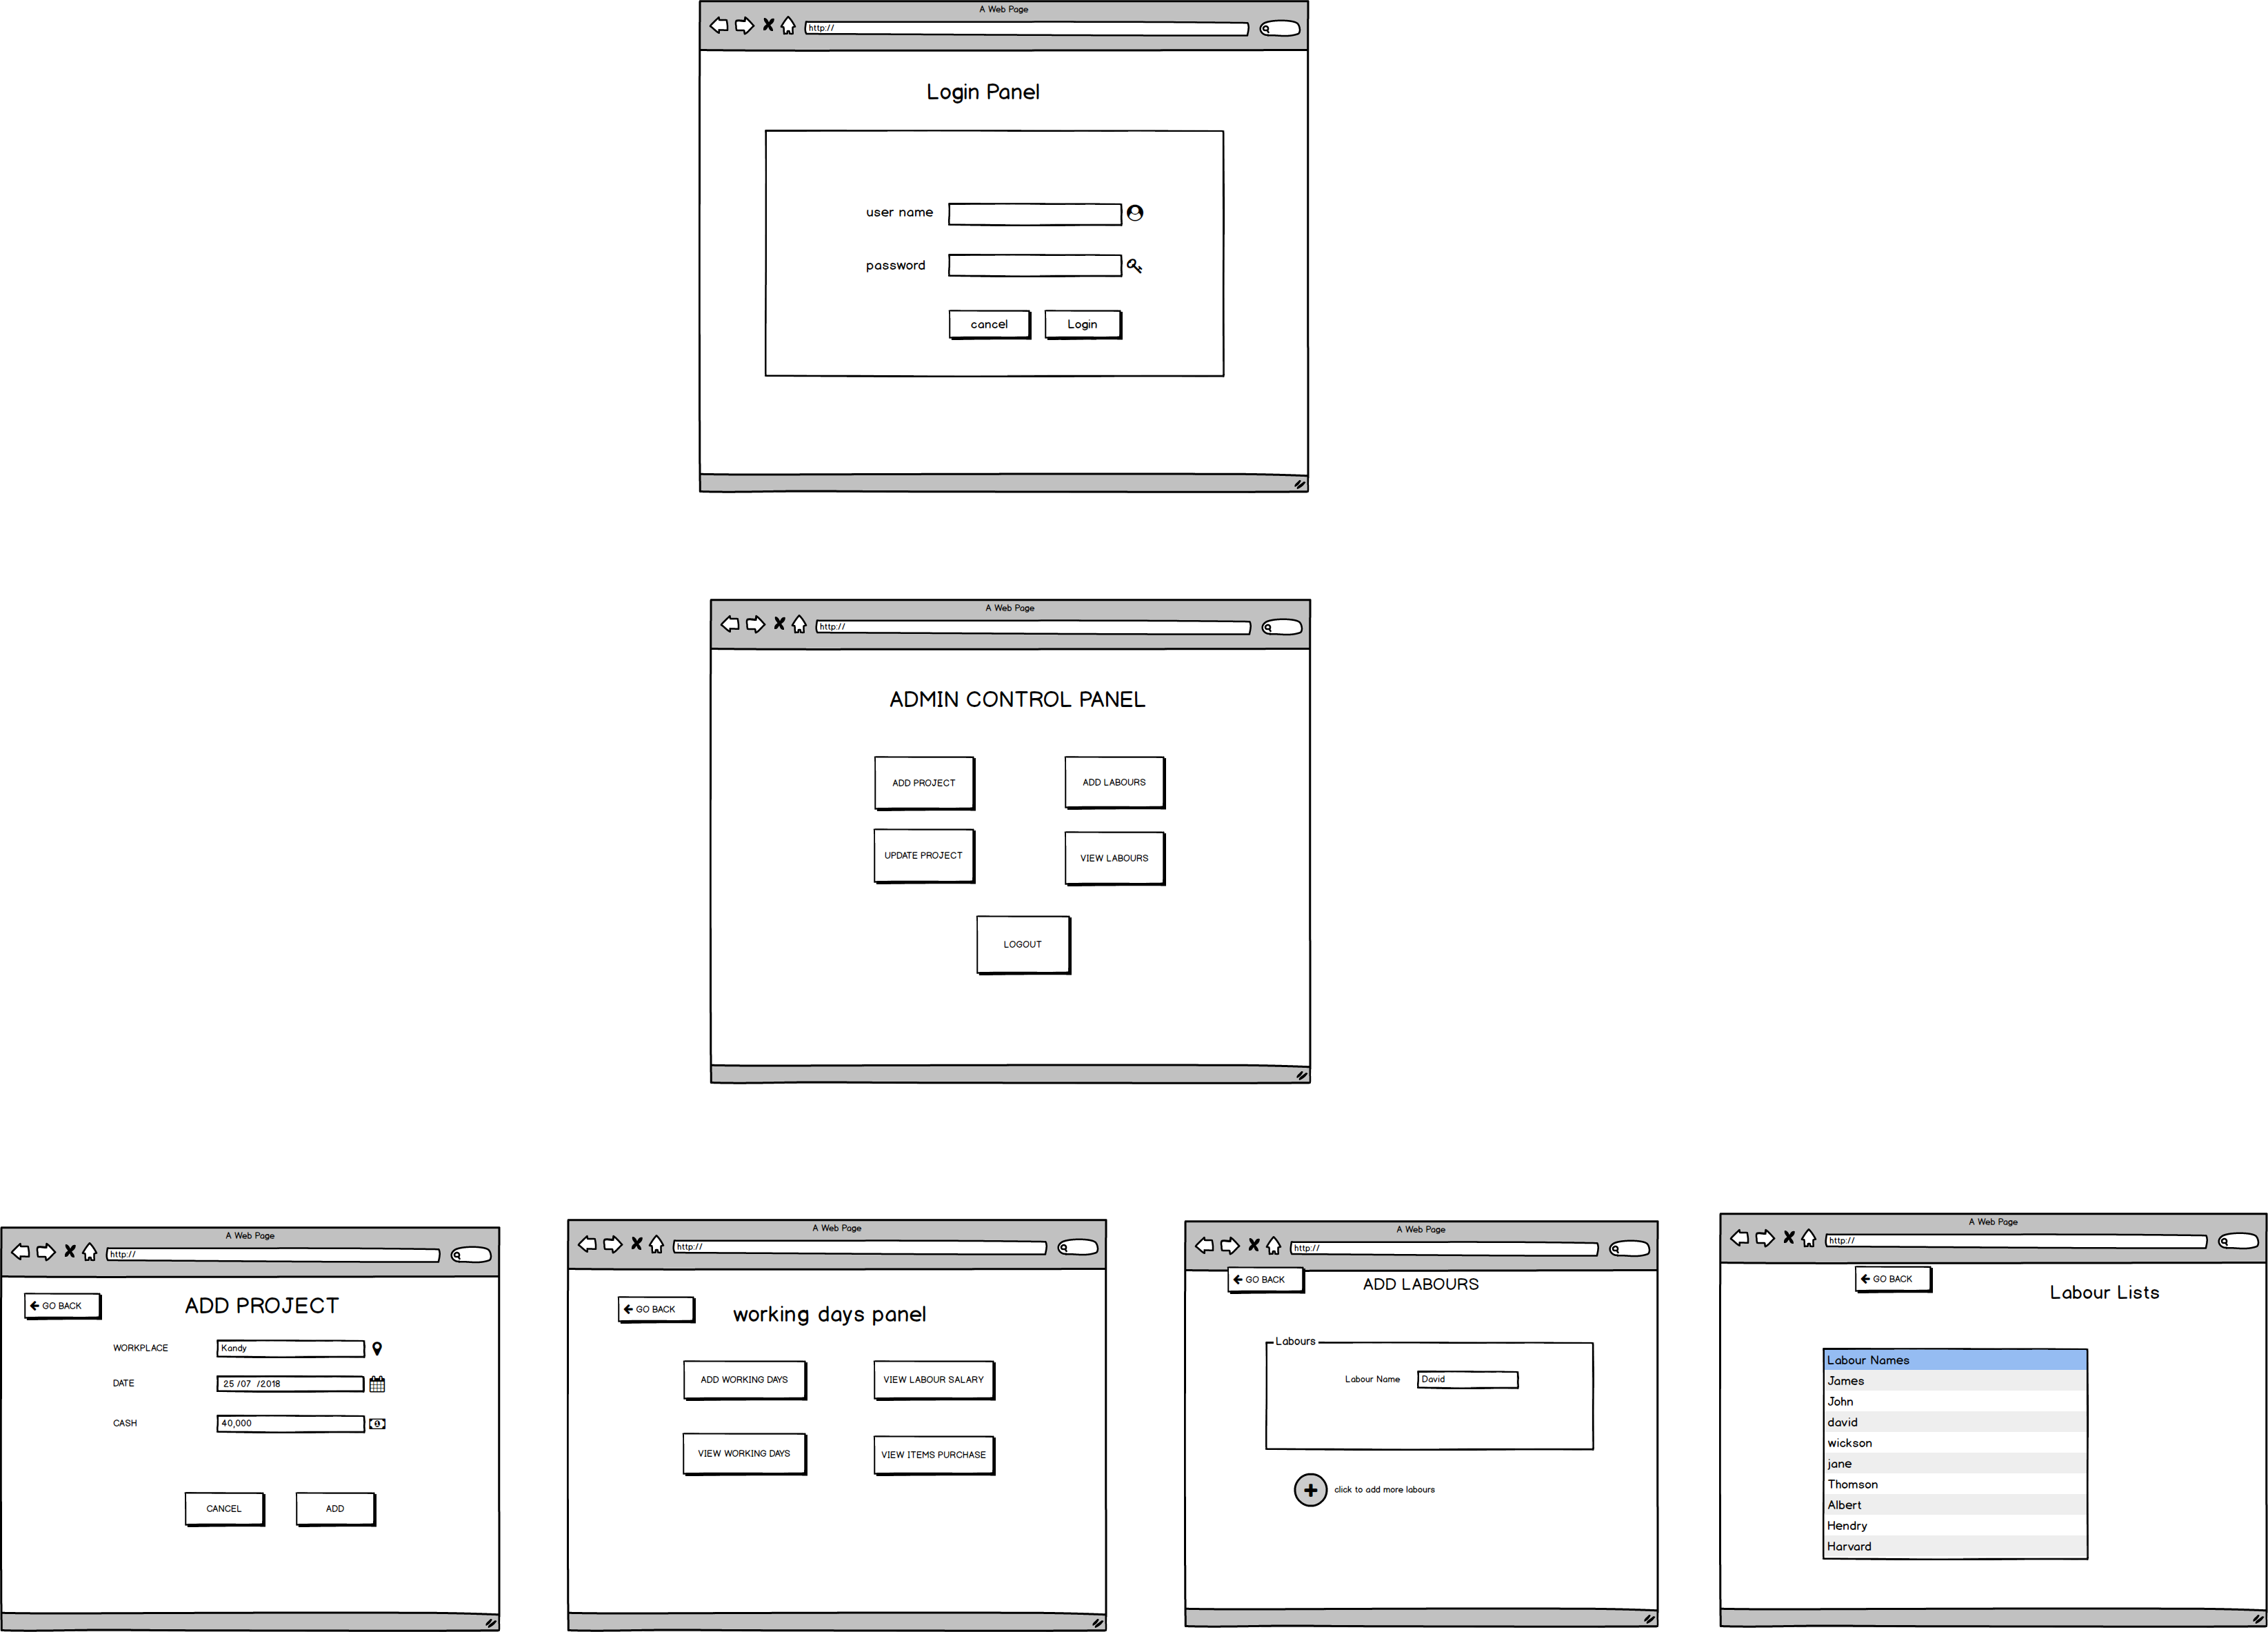 A Web Page
http://
Login Panel
user name
password
cancel
Login
A Web Page
http://
ADMIN CONTROL PANEL
ADD PROJECT
ADD LABOURS
UPDATE PROJECT
VIEW LABOURS
LOGOUT
A Web Page
http://
GO BACK
ADD PROJECT
WORKPLACE
Kandy
DATE
25 /07 /2018
CASH
40,000
CANCEL
ADD
A Web Page
http://
GO BACK
working days panel
ADD WORKING DAYS
VIEW LABOUR SALARY
VIEW WORKING DAYS
VIEW ITEMS PURCHASE
A Web Page
http://
GO BACK
ADD LABOURS
Labours
Labour Name
David
click to add more labours
A Web Page
http://
GO BACK
Labour Lists
Labour Names
James
John
david
wickson
jane
Thomson
Albert
Hendry
Harvard